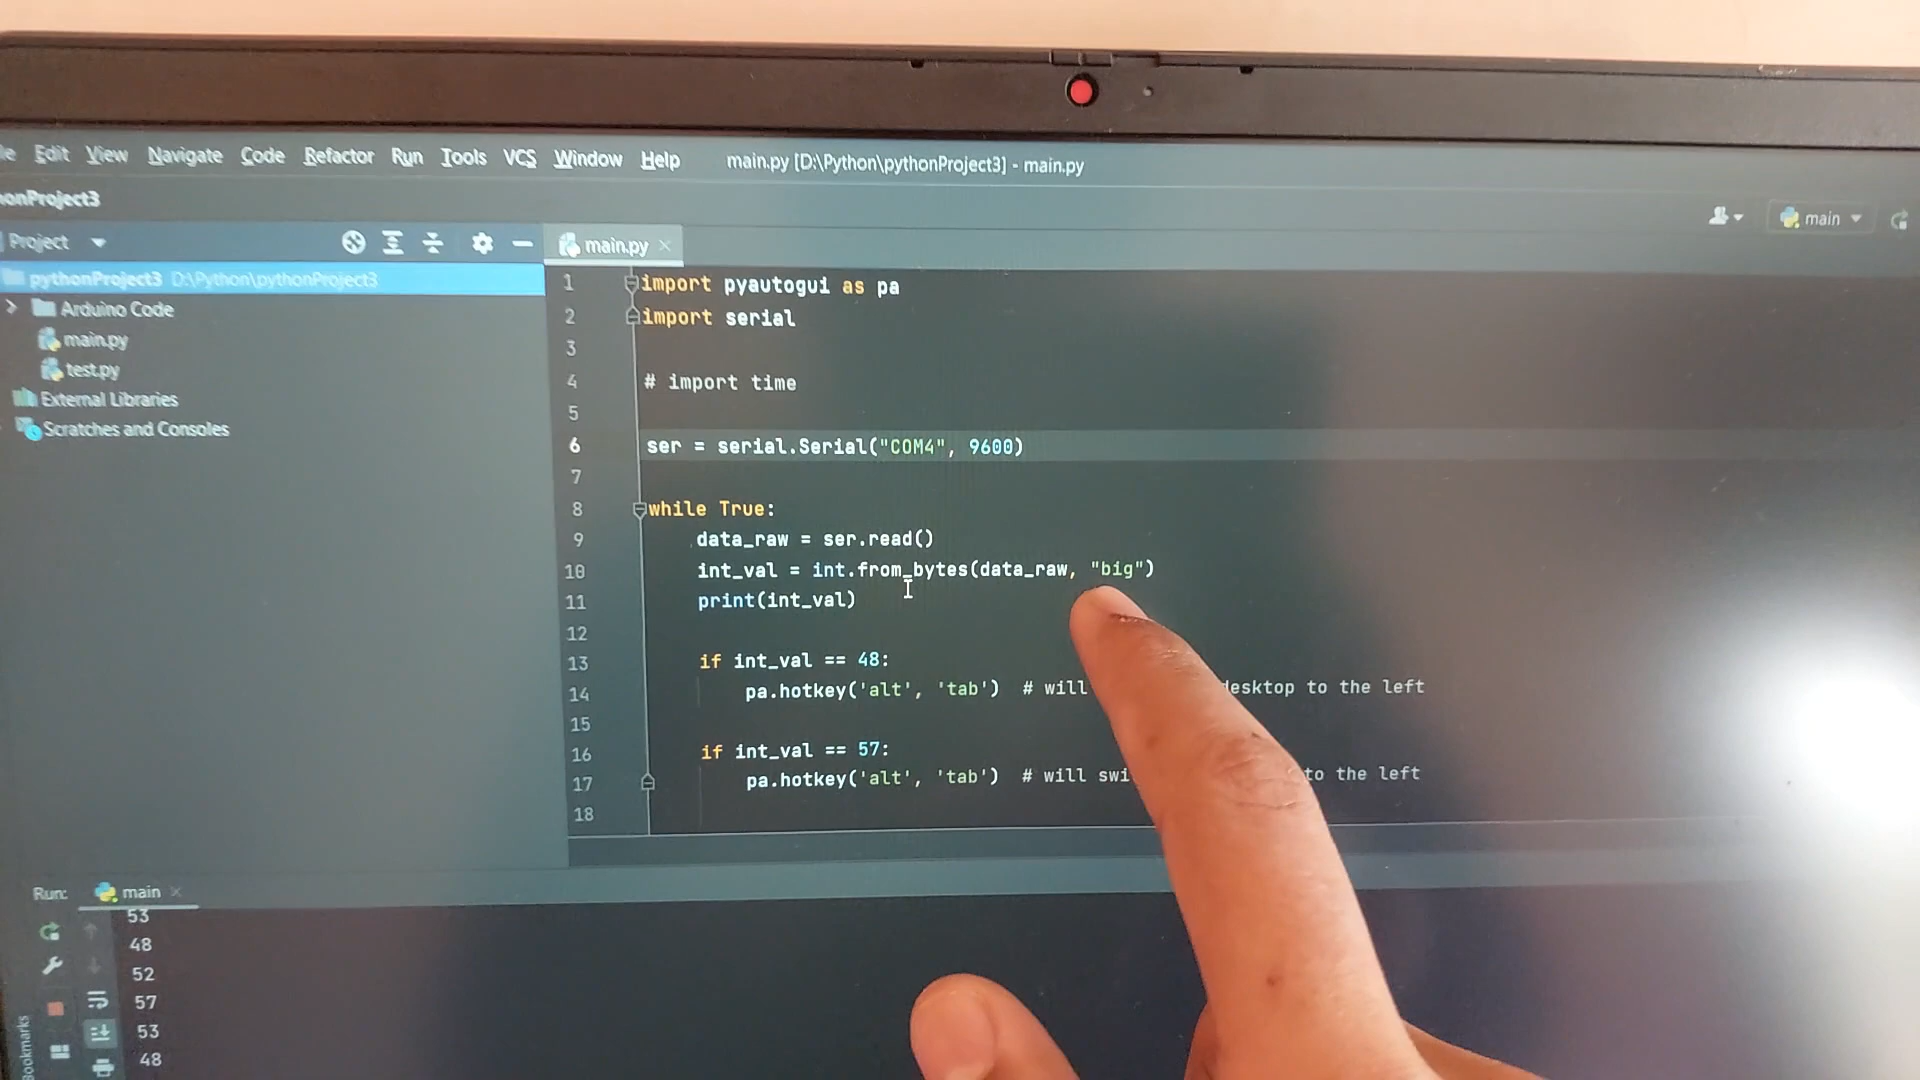 Edit View Navigate Code Refactor Run Tools VCS Window Help main.py [D:\Python\pythonProject3] - main.py
onProject3
main
Project
main.py
pythonProject3 D:\Python\pythonProject3
Arduino Code
main.py
test.py
External Libraries
Scratches and Consoles
1 import pyautogui as pa
2 import serial
3
4 # import time
5
6 ser = serial.Serial("COM4", 9600)
7
8 while True:
9 data_raw = ser.read()
10 int_val = int.from_bytes(data_raw, "big")
11 print(int_val)
12
13 if int_val == 48:
14 pa.hotkey('alt', 'tab') # will desktop to the left
15
16 if int_val == 57:
17 pa.hotkey('alt', 'tab') # will swi to the left
18
Run: main
53
48
52
57
53
48
Bookmarks